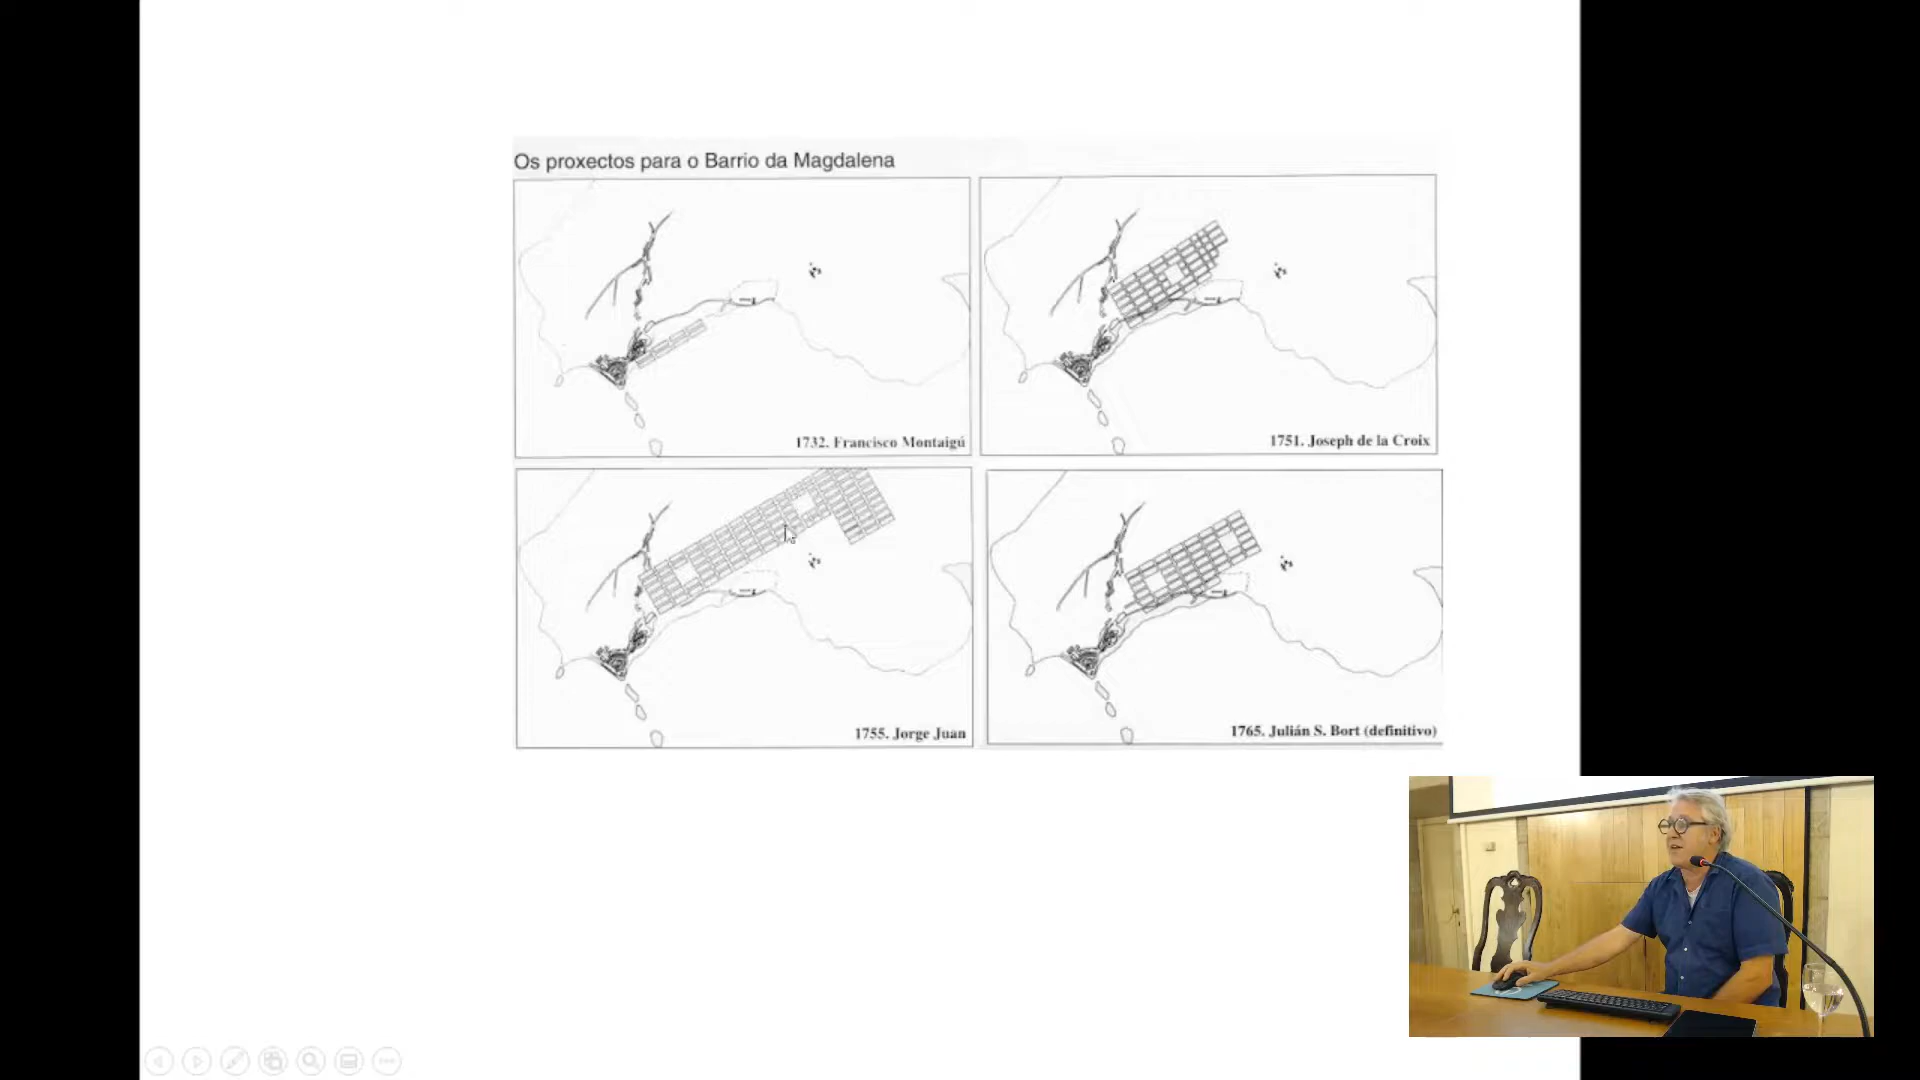 Os proxectos para o Barrio da Magdalena
1732. Francisco Montaigú
1751. Joseph de la Croix
1755. Jorge Juan
1765. Julián S. Bort (definitivo)